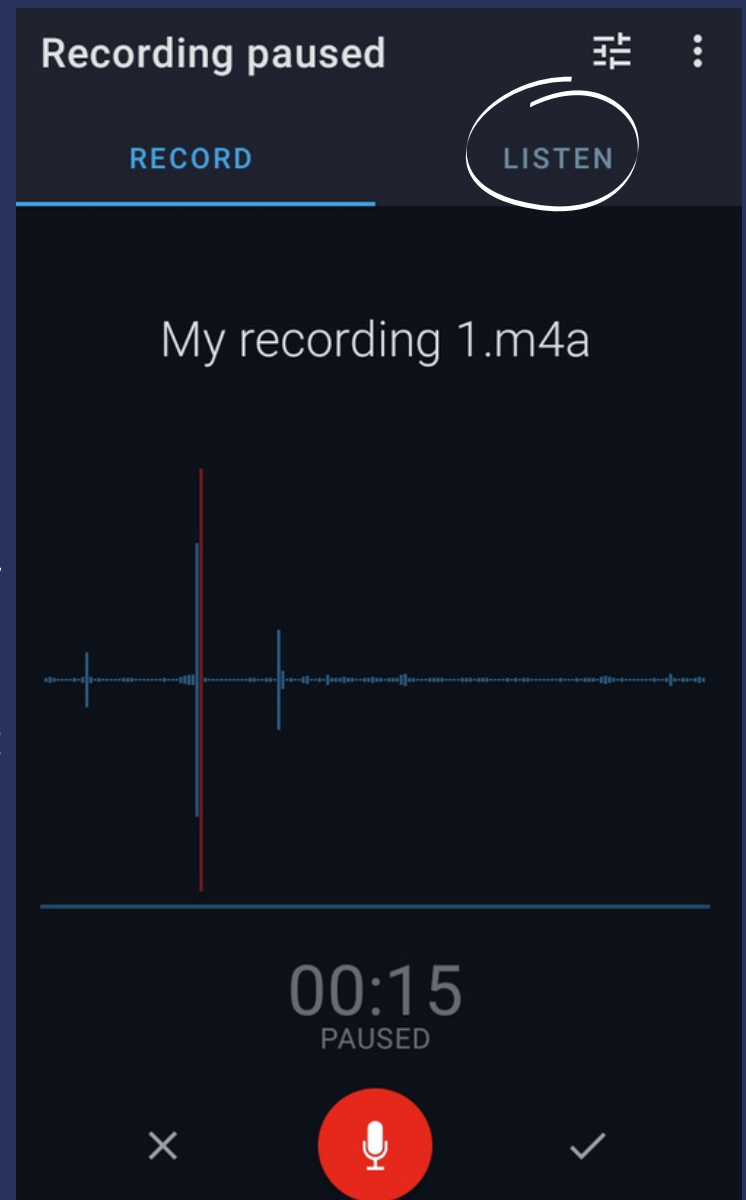 Recording paused
RECORD LISTEN
My recording 1.m4a
00:15
PAUSED